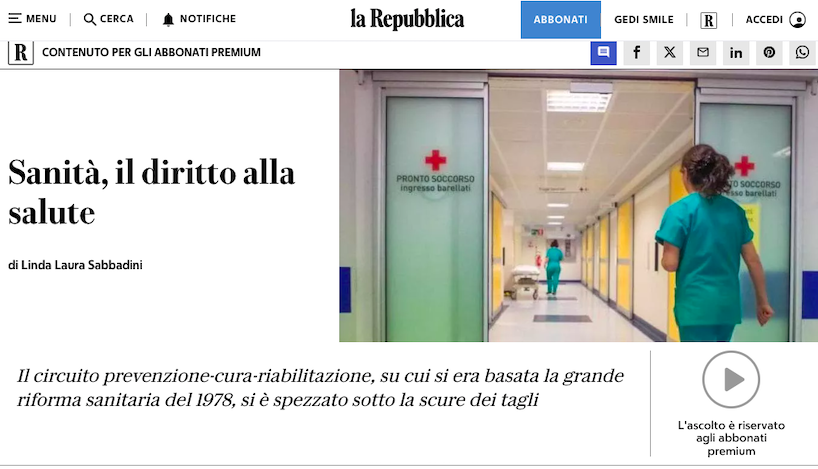 MENU
CERCA
NOTIFICHE
la Repubblica
ABBONATI
GEDI SMILE
R
ACCEDI
R
CONTENUTO PER GLI ABBONATI PREMIUM
Sanità, il diritto alla
salute
di Linda Laura Sabbadini
PRONTO SOCCORSO
ingresso barellati
SOCCORSO
barellati
Il circuito prevenzione-cura-riabilitazione, su cui si era basata la grande
riforma sanitaria del 1978, si è spezzato sotto la scure dei tagli
L'ascolto è riservato
agli abbonati
premium